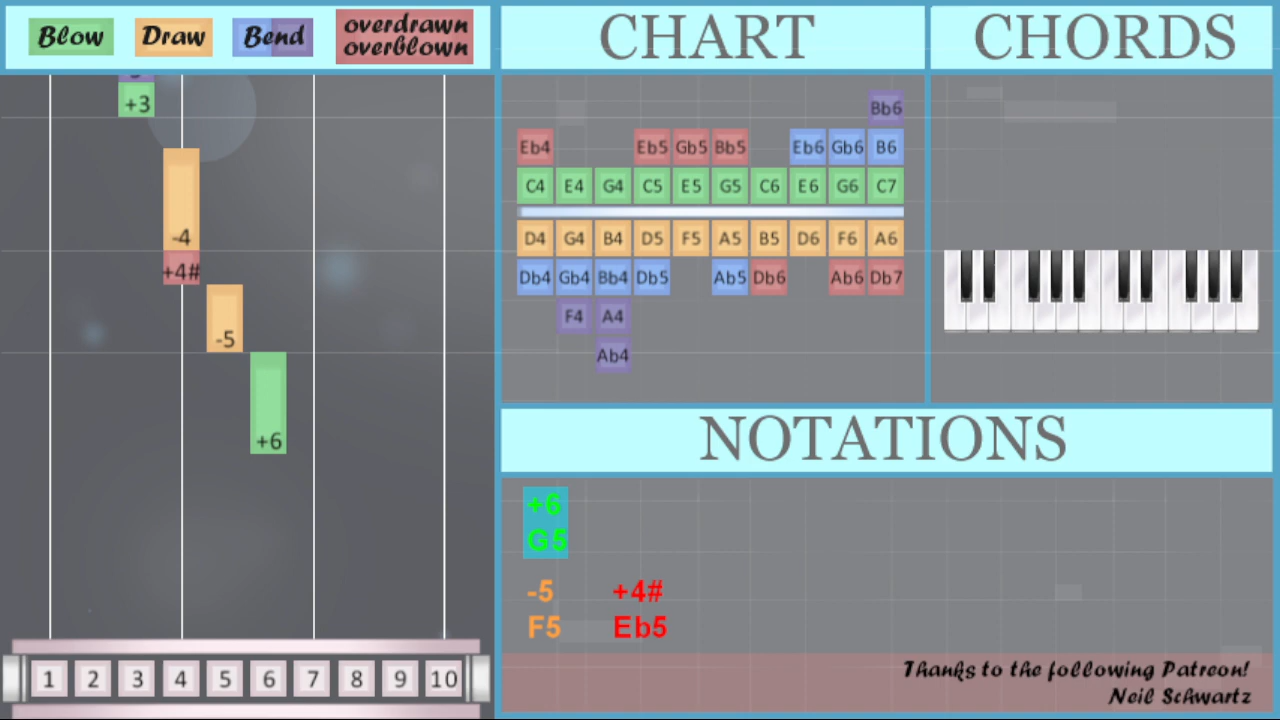 Blow Draw Bend overdrawn
overblown
CHART
CHORDS
+3
-4
+4#
-5
+6
1 2 3 4 5 6 7 8 9 10
Bb6
Eb4 Eb5 Gb5 Bb5 Eb6 Gb6 B6
C4 E4 G4 C5 E5 G5 C6 E6 G6 C7
D4 G4 B4 D5 F5 A5 B5 D6 F6 A6
Db4 Gb4 Bb4 Db5 Ab5 Db6 Ab6 Db7
F4 A4
Ab4
NOTATIONS
+6
G5
-5 +4#
F5 Eb5
Thanks to the following Patreon!
Neil Schwartz